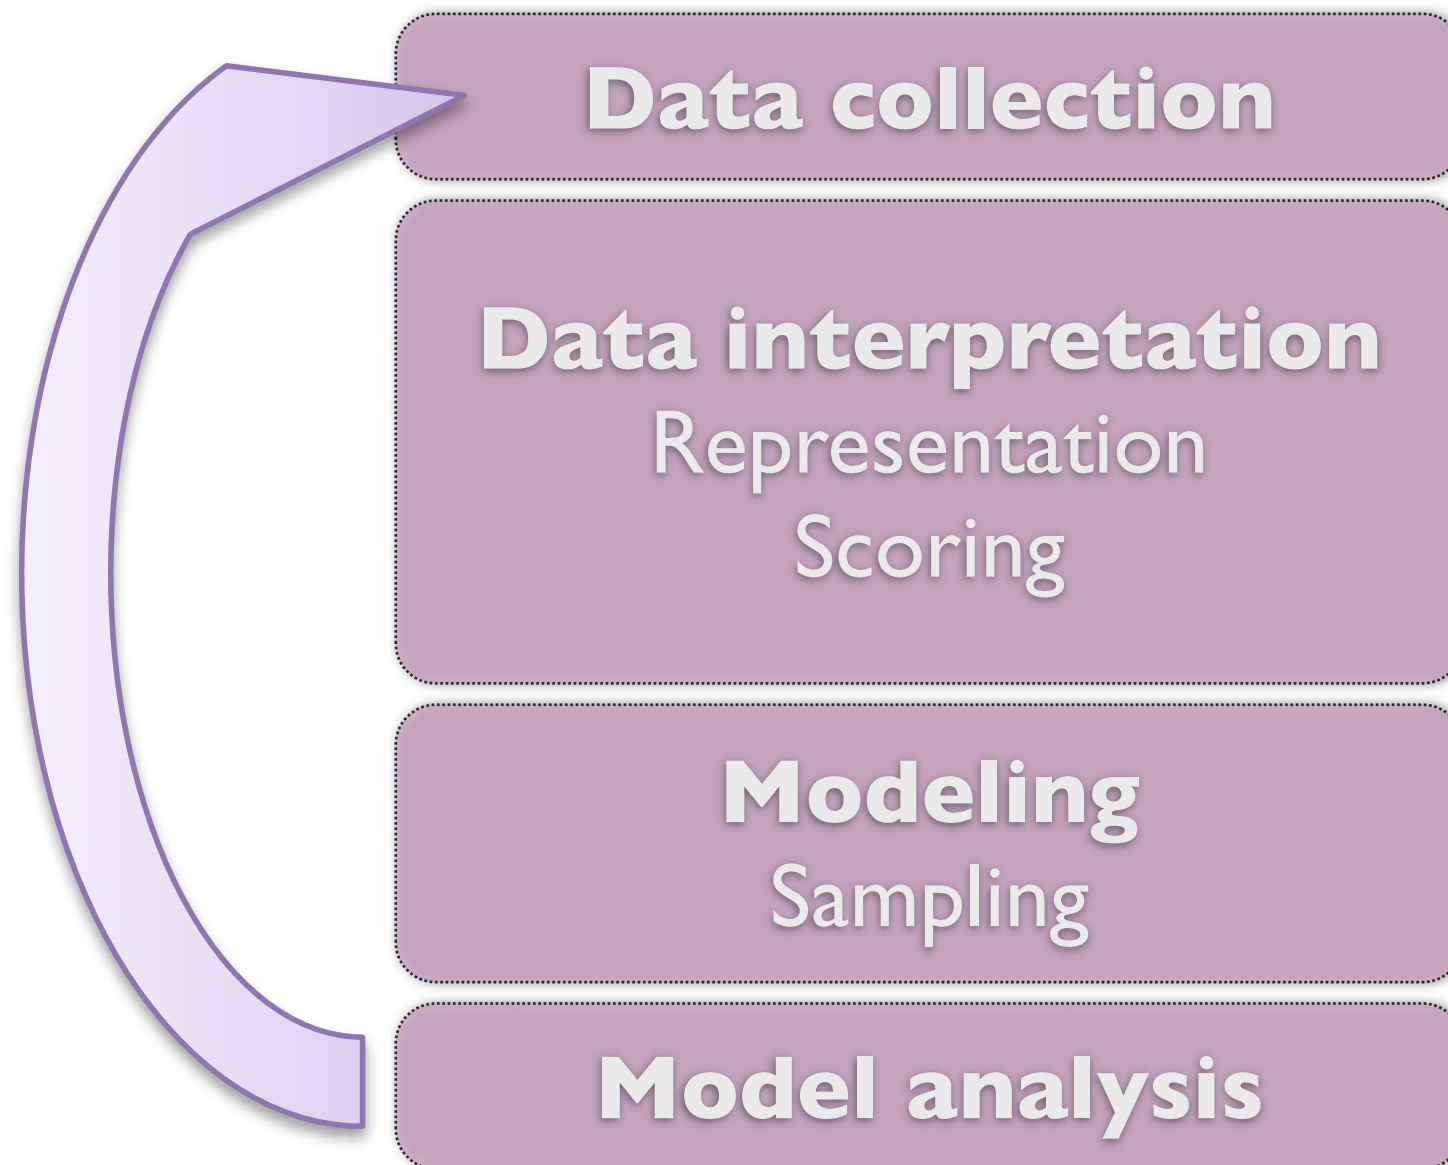 Data collection
Data interpretation
Representation
Scoring
Modeling
Sampling
Model analysis